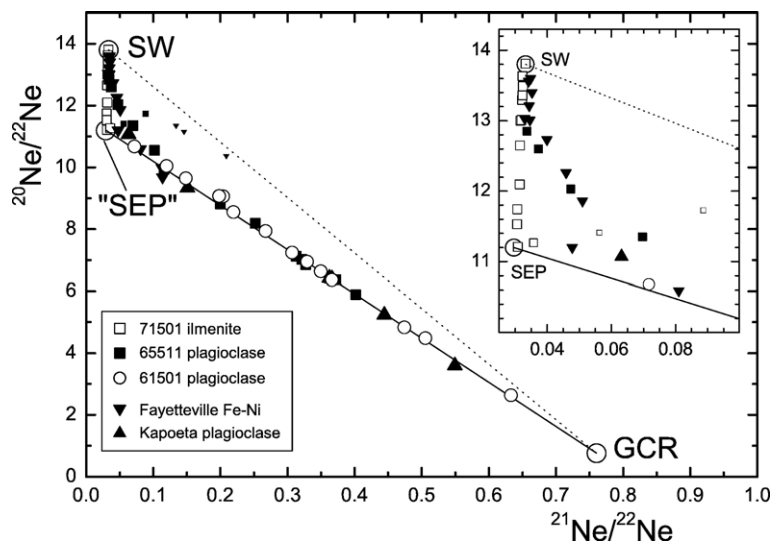 14
12
10
8
6
4
2
0
²⁰Ne/²²Ne
SW
"SEP"
GCR
71501 ilmenite
65511 plagioclase
61501 plagioclase
Fayetteville Fe-Ni
Kapoeta plagioclase
0.0 0.1 0.2 0.3 0.4 0.5 0.6 0.7 0.8 0.9 1.0
²¹Ne/²²Ne
14
13
12
11
SW
SEP
0.04 0.06 0.08